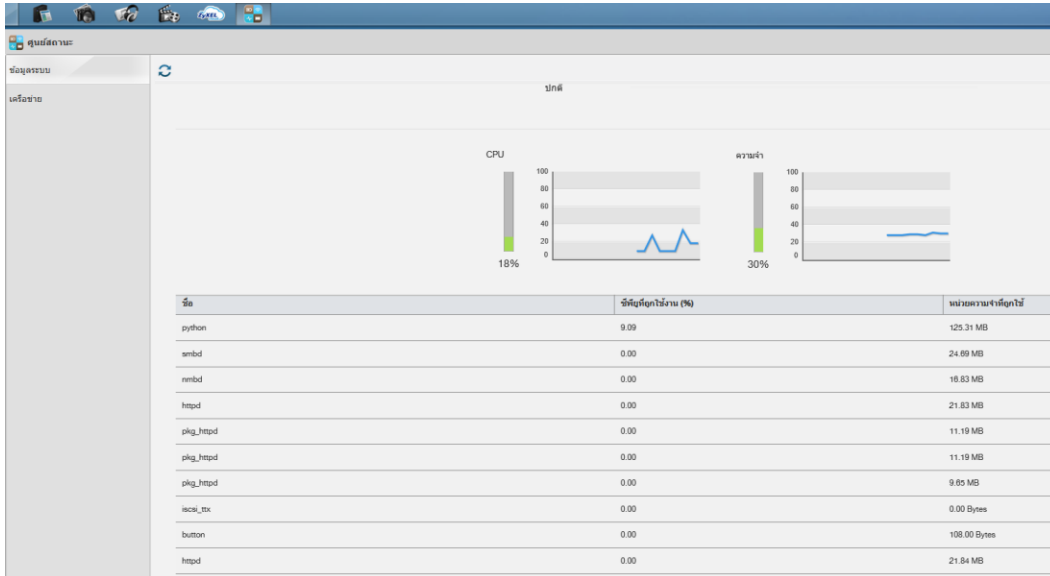 ZyXEL
ศูนย์สถานะ
ข้อมูลระบบ
เครือข่าย
ปกติ
CPU
100
80
60
40
20
0
18%
ความจำ
100
80
60
40
20
0
30%
ชื่อ ซีพียูที่ถูกใช้งาน (%) หน่วยความจำที่ถูกใช้
python 9.09 125.31 MB
smbd 0.00 24.69 MB
nmbd 0.00 16.83 MB
httpd 0.00 21.83 MB
pkg_httpd 0.00 11.19 MB
pkg_httpd 0.00 11.19 MB
pkg_httpd 0.00 9.65 MB
iscsi_ttx 0.00 0.00 Bytes
button 0.00 108.00 Bytes
httpd 0.00 21.84 MB